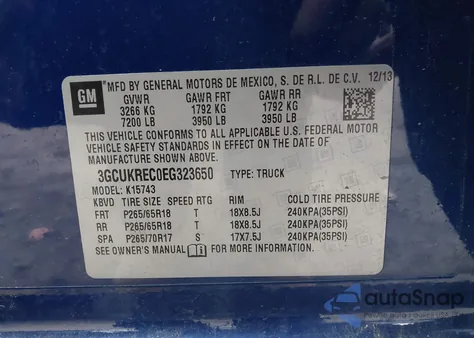 GM
MFD BY GENERAL MOTORS DE MEXICO, S. DE R.L. DE C.V. 12/13
GVWR GAWR FRT GAWR RR
3266 KG 1792 KG 1792 KG
7200 LB 3950 LB 3950 LB
THIS VEHICLE CONFORMS TO ALL APPLICABLE U.S. FEDERAL MOTOR
VEHICLE SAFETY STANDARDS IN EFFECT ON THE DATE OF
MANUFACTURE SHOWN ABOVE.
3GCUKREC0EG323650 TYPE: TRUCK
MODEL: K15743
KBVD TIRE SIZE SPEED RTG RIM COLD TIRE PRESSURE
FRT P265/65R18 T 18X8.5J 240KPA(35PSI)
RR P265/65R18 T 18X8.5J 240KPA(35PSI)
SPA P265/70R17 S 17X7.5J 240KPA(35PSI)
SEE OWNER'S MANUAL FOR MORE INFORMATION.
autoSnap